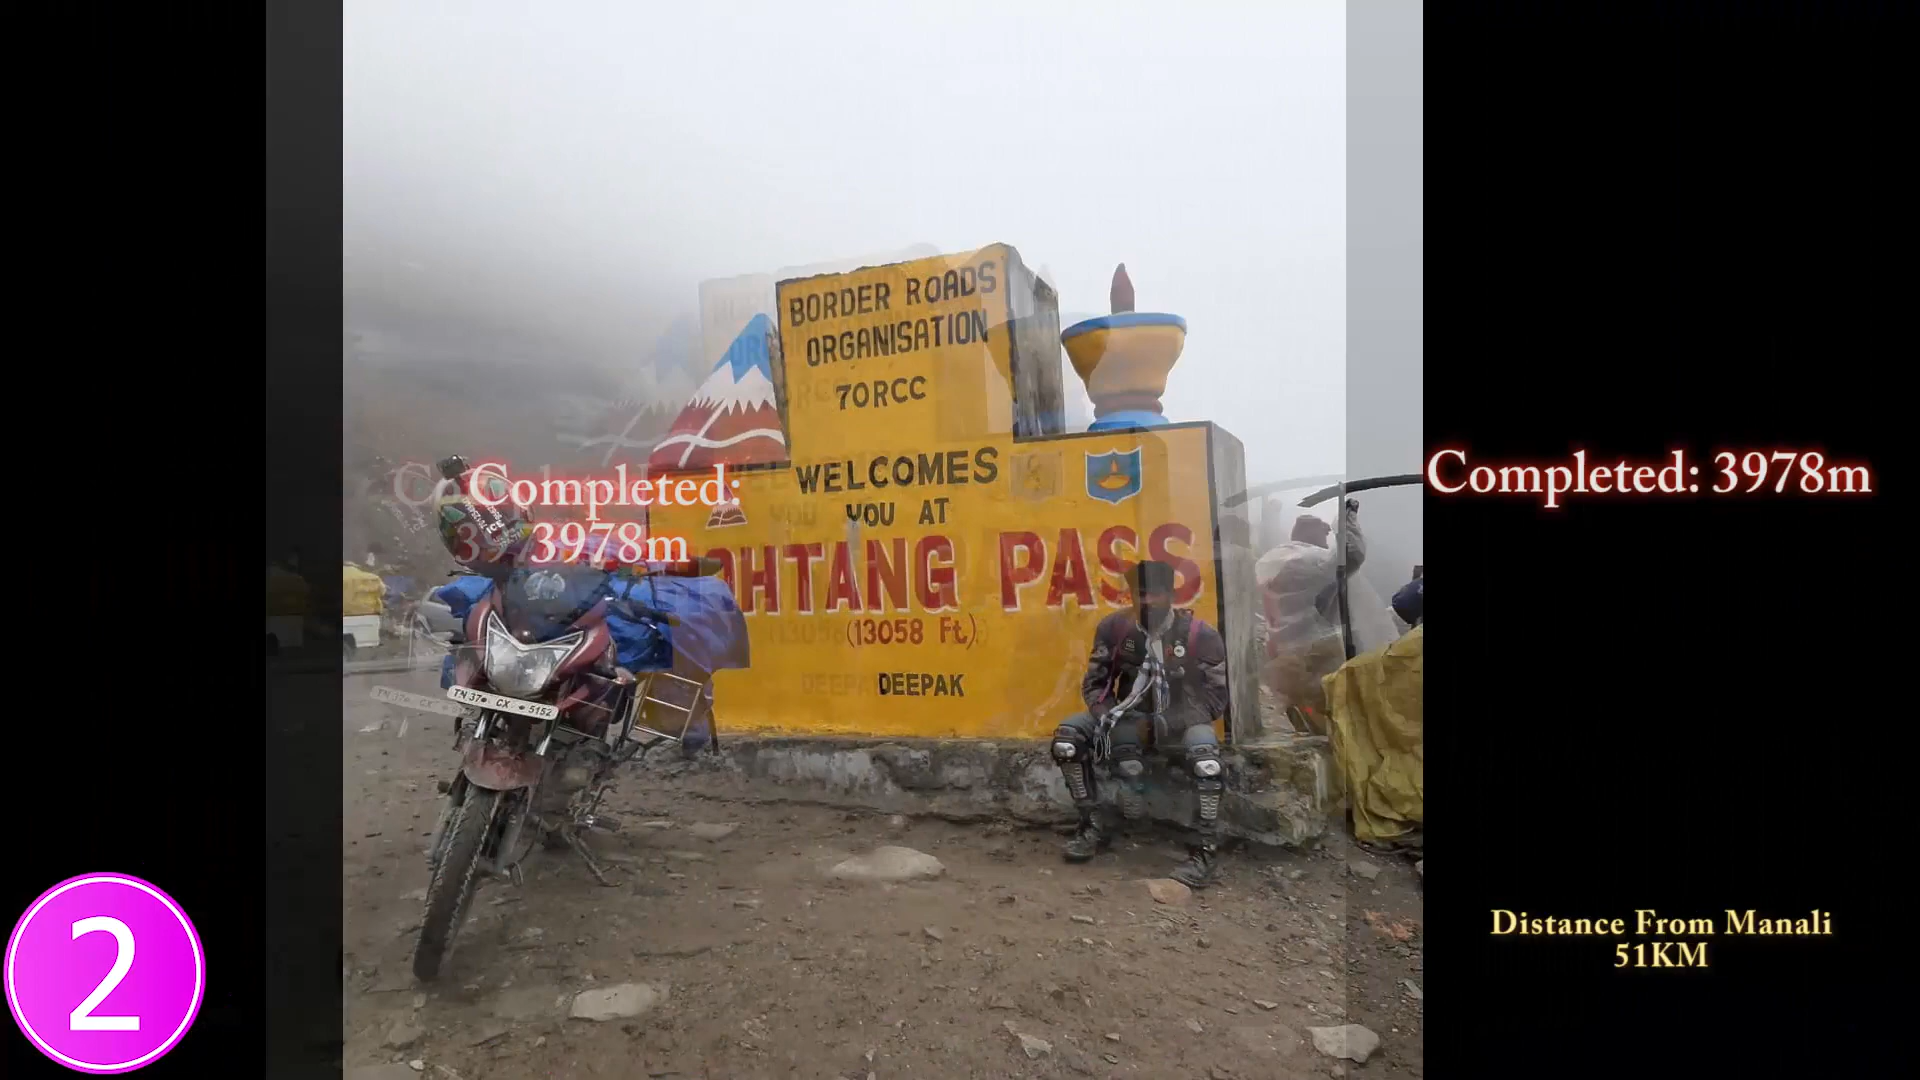 BORDER ROADS
ORGANISATION
70RCC
WELCOMES
YOU AT
OHTANG PASS
(13058 Ft.)
DEEPAK
Completed:
3978m
TN 37 CX 5152
Completed: 3978m
Distance From Manali
51KM
2